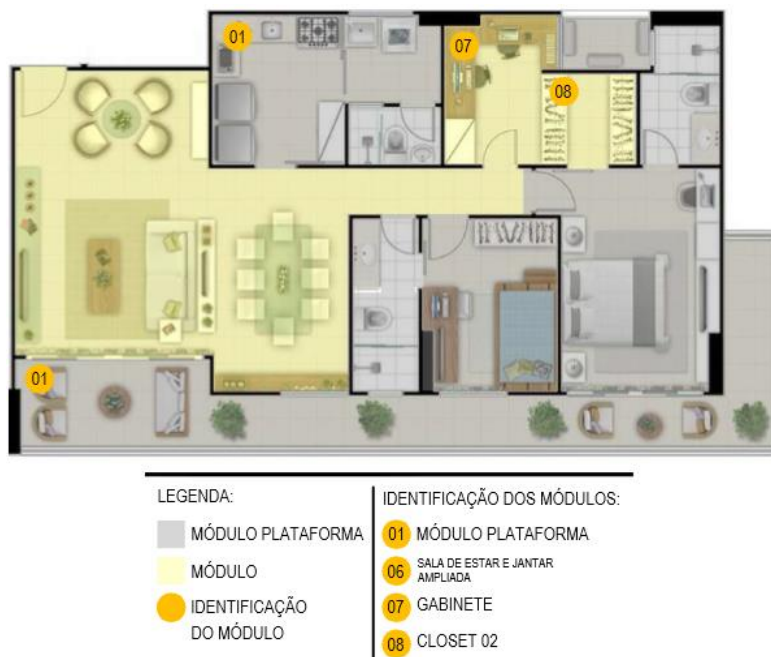 01
07
08
01
LEGENDA:
MÓDULO PLATAFORMA
MÓDULO
IDENTIFICAÇÃO
DO MÓDULO
IDENTIFICAÇÃO DOS MÓDULOS:
01 MÓDULO PLATAFORMA
06 SALA DE ESTAR E JANTAR
AMPLIADA
07 GABINETE
08 CLOSET 02